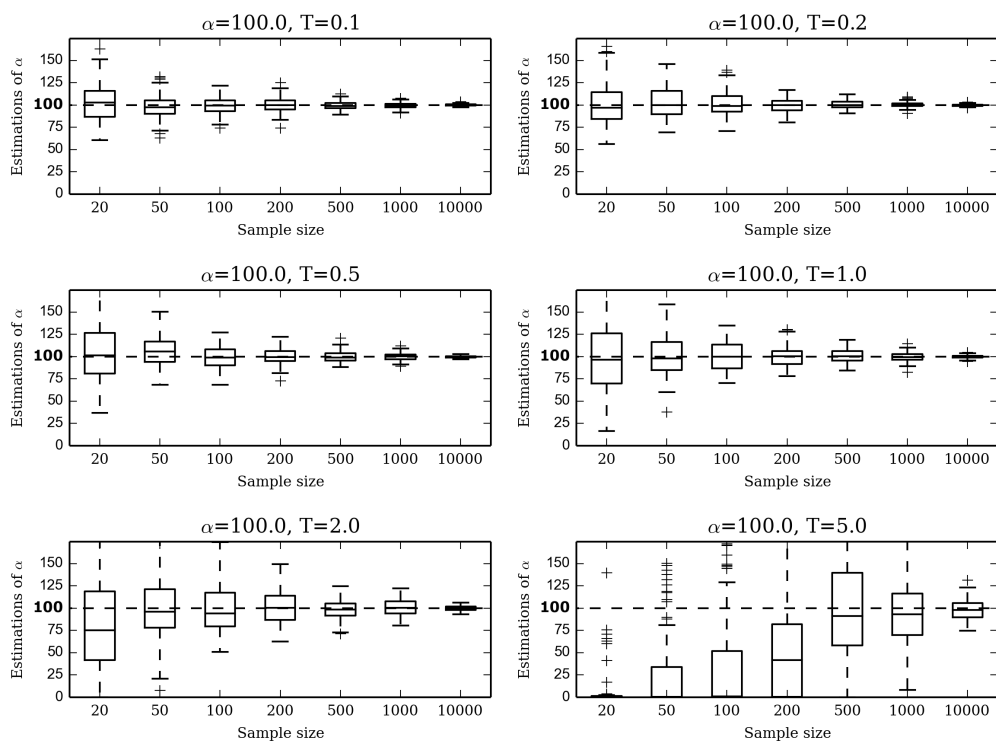 α=100.0, T=0.1
Estimations of α
150
125
100
75
50
25
0
20 50 100 200 500 1000 10000
Sample size
α=100.0, T=0.2
Estimations of α
150
125
100
75
50
25
0
20 50 100 200 500 1000 10000
Sample size
α=100.0, T=0.5
Estimations of α
150
125
100
75
50
25
0
20 50 100 200 500 1000 10000
Sample size
α=100.0, T=1.0
Estimations of α
150
125
100
75
50
25
0
20 50 100 200 500 1000 10000
Sample size
α=100.0, T=2.0
Estimations of α
150
125
100
75
50
25
0
20 50 100 200 500 1000 10000
Sample size
α=100.0, T=5.0
Estimations of α
150
125
100
75
50
25
0
20 50 100 200 500 1000 10000
Sample size